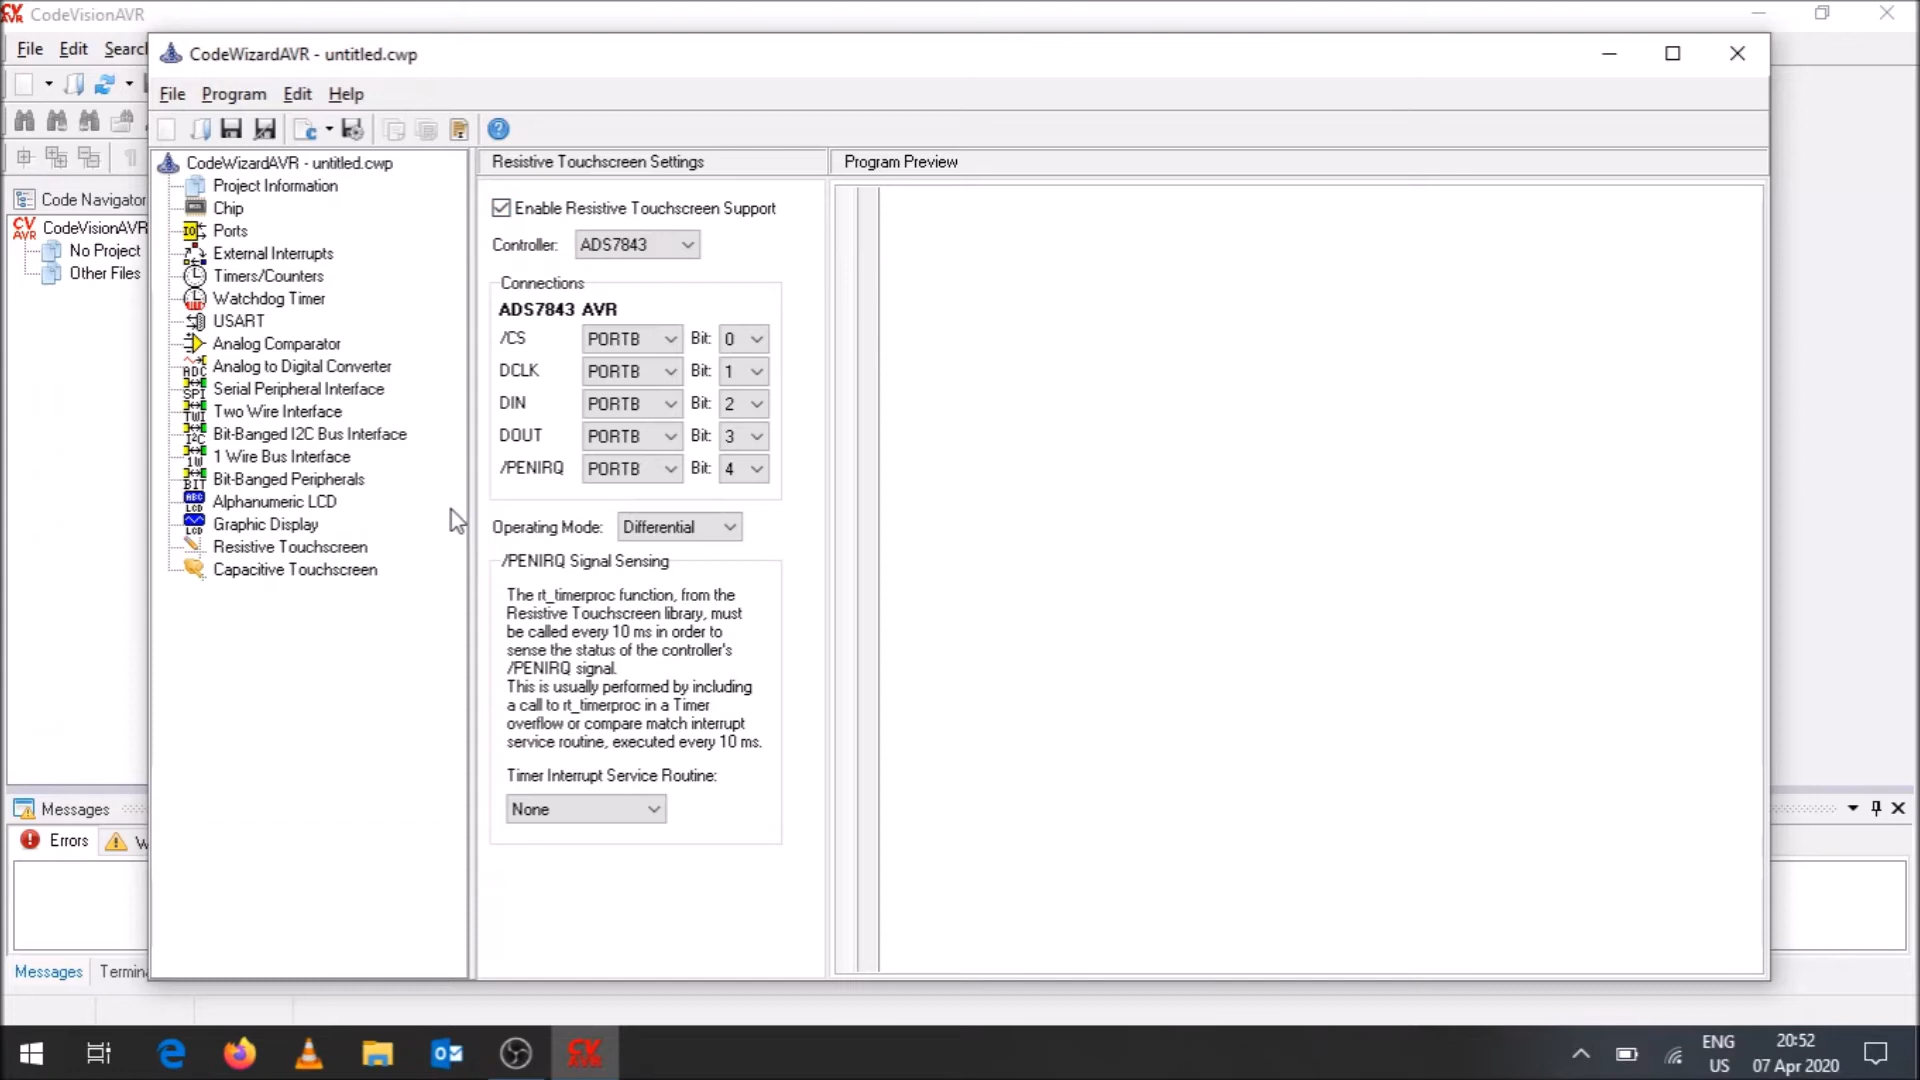 CodeVisionAVR
File Edit Search
CodeWizardAVR - untitled.cwp
File Program Edit Help
Code Navigator
CodeVisionAVR
No Project
Other Files
CodeWizardAVR - untitled.cwp
Project Information
Chip
Ports
External Interrupts
Timers/Counters
Watchdog Timer
USART
Analog Comparator
Analog to Digital Converter
Serial Peripheral Interface
Two Wire Interface
Bit-Banged I2C Bus Interface
1 Wire Bus Interface
Bit-Banged Peripherals
Alphanumeric LCD
Graphic Display
Resistive Touchscreen
Capacitive Touchscreen
Resistive Touchscreen Settings
Enable Resistive Touchscreen Support
Controller: ADS7843
Connections
ADS7843 AVR
/CS PORTB Bit: 0
DCLK PORTB Bit: 1
DIN PORTB Bit: 2
DOUT PORTB Bit: 3
/PENIRQ PORTB Bit: 4
Operating Mode: Differential
/PENIRQ Signal Sensing
The rt_timerproc function, from the
Resistive Touchscreen library, must
be called every 10 ms in order to
sense the status of the controller's
/PENIRQ signal.
This is usually performed by including
a call to rt_timerproc in a Timer
overflow or compare match interrupt
service routine, executed every 10 ms.
Timer Interrupt Service Routine:
None
Program Preview
Messages
Errors W
Messages Termina
ENG
US
20:52
07 Apr 2020